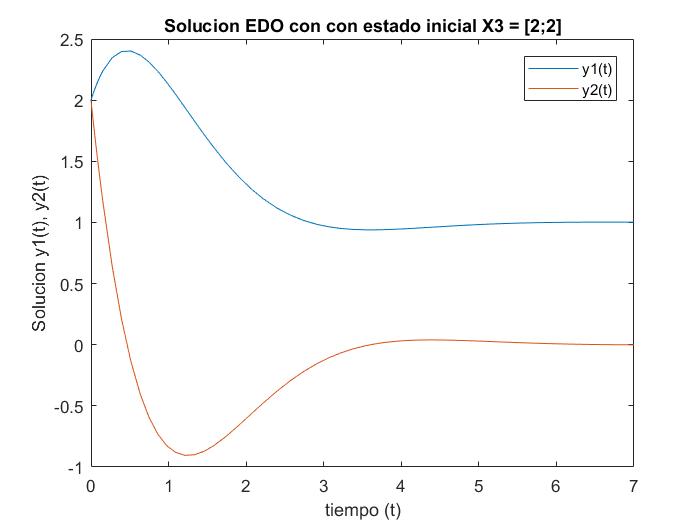 Solucion EDO con con estado inicial X3 = [2;2]
2.5
2
1.5
1
0.5
0
-0.5
-1
Solucion y1(t), y2(t)
y1(t)
y2(t)
0 1 2 3 4 5 6 7
tiempo (t)